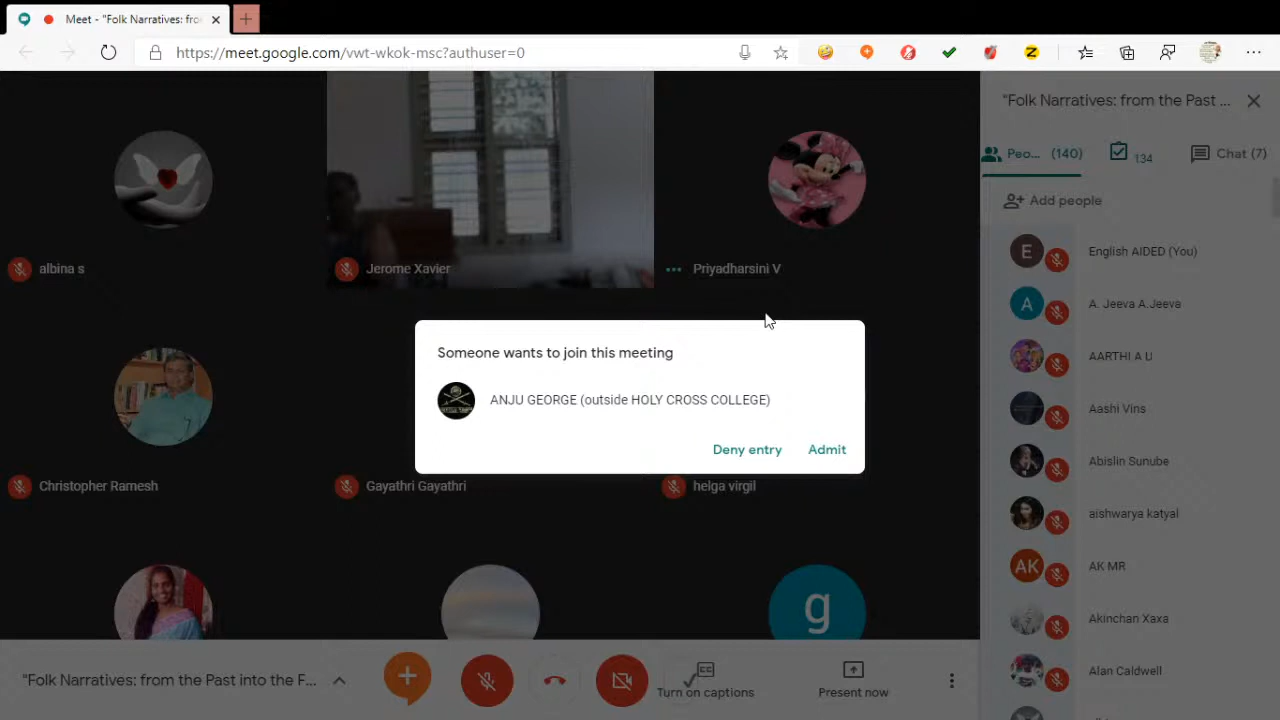 Meet - "Folk Narratives: fro
https://meet.google.com/vwt-wkok-msc?authuser=0
"Folk Narratives: from the Past ...
Peo... (140)
134
Chat (7)
Add people
English AIDED (You)
E
A. Jeeva A.Jeeva
A
albina s
Jerome Xavier
Priyadharsini V
AARTHI A U
Someone wants to join this meeting
ANJU GEORGE (outside HOLY CROSS COLLEGE)
Deny entry
Admit
Aashi Vins
Abislin Sunube
Christopher Ramesh
Gayathri Gayathri
helga virgil
aishwarya katyal
AK
AK MR
g
Akinchan Xaxa
Alan Caldwell
"Folk Narratives: from the Past into the F...
CC
Turn on captions
Present now